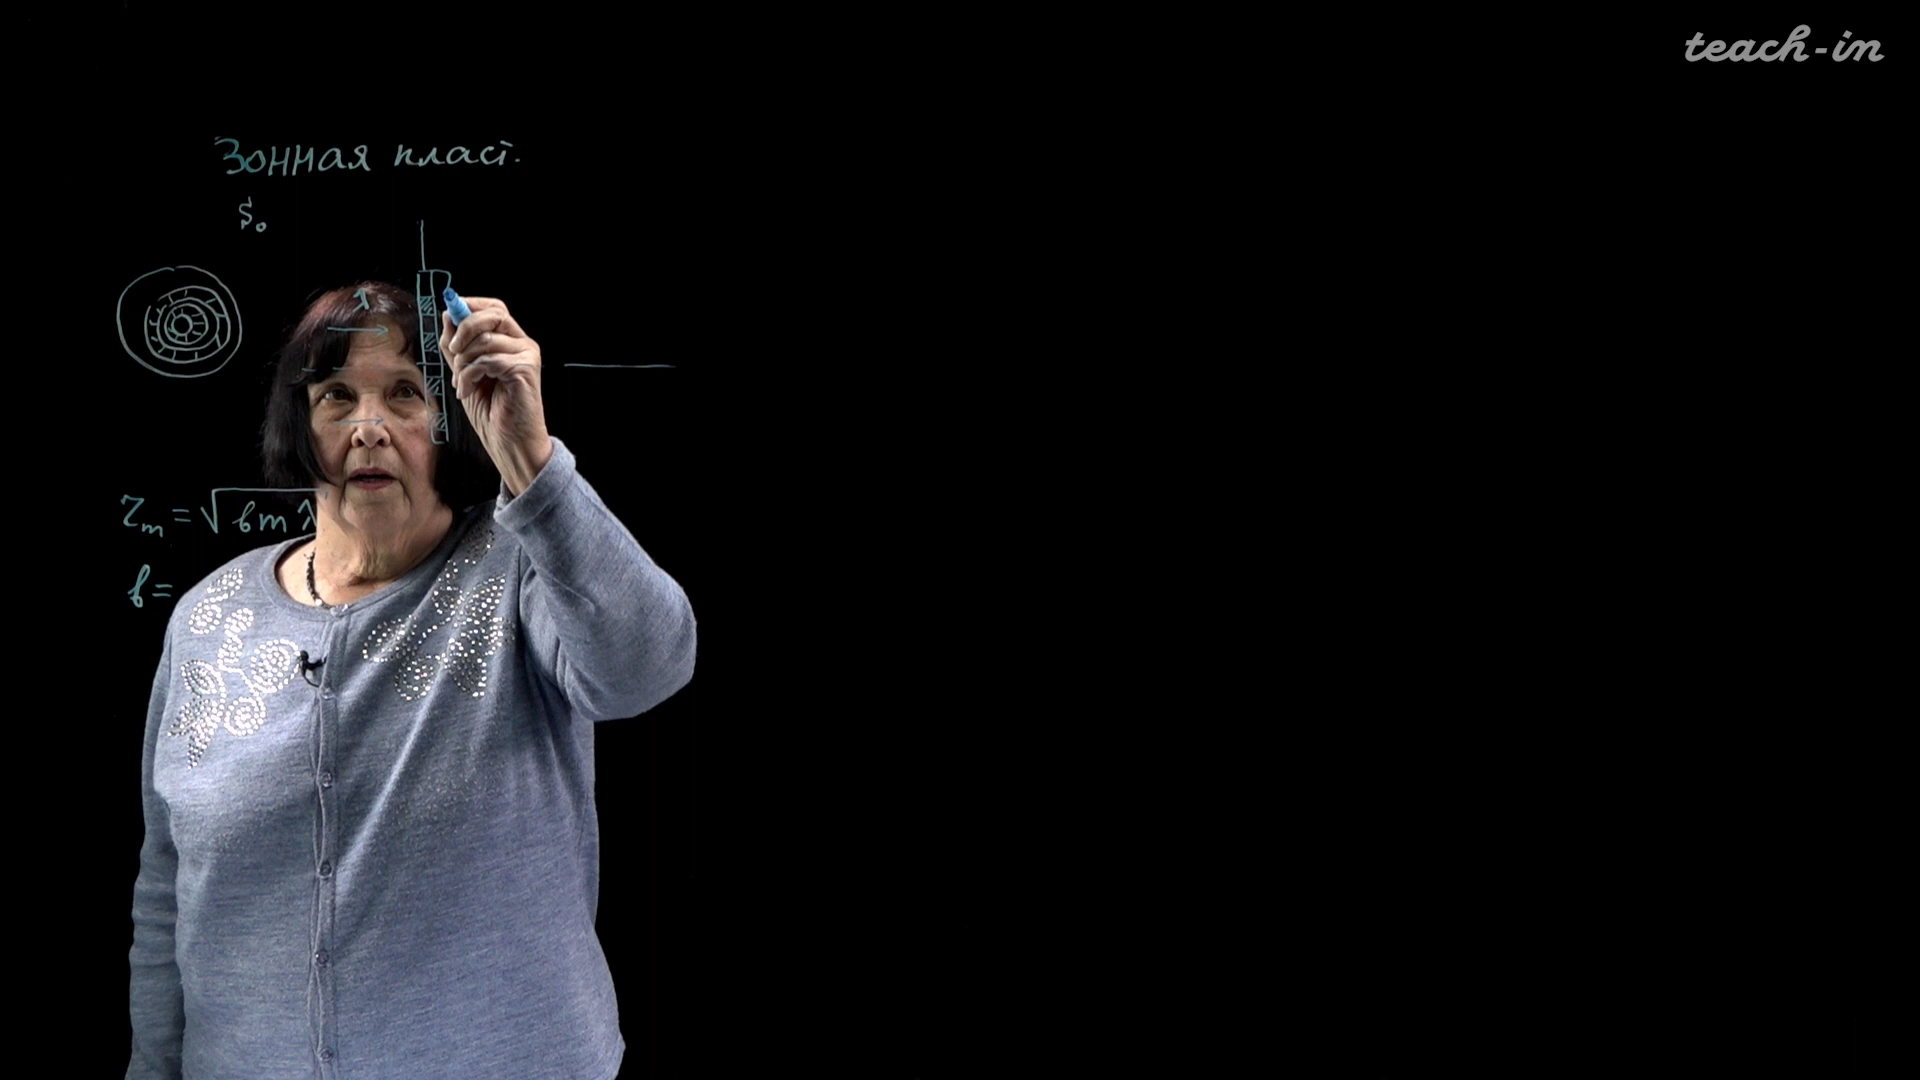 teach-in
Зонная пласт.
S₀
λ
r_m = √bmλ
b =